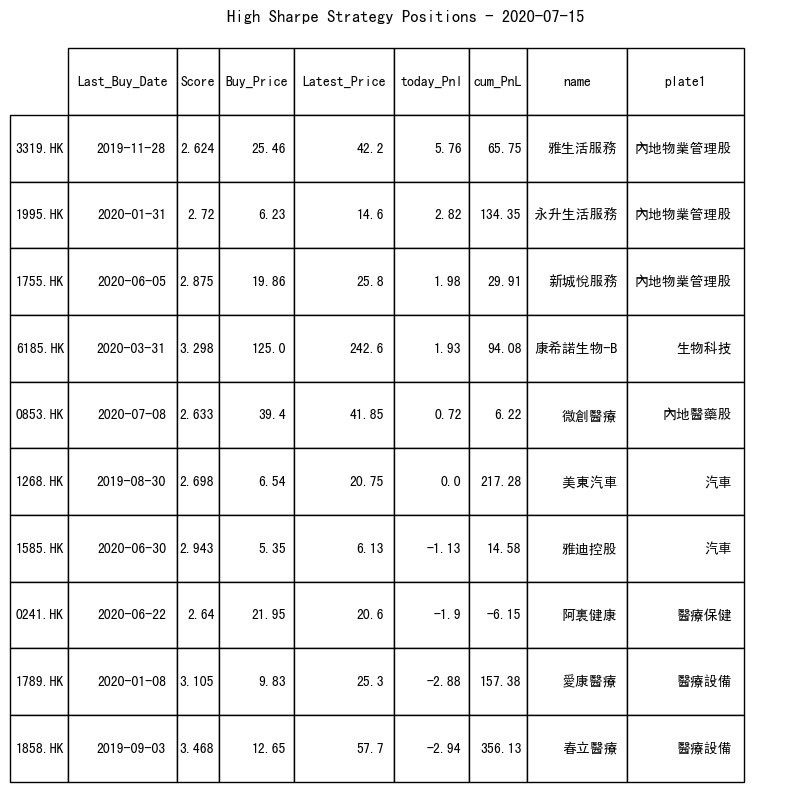 High Sharpe Strategy Positions - 2020-07-15
Last_Buy_Date Score Buy_Price Latest_Price today_Pnl cum_PnL name plate1
3319.HK 2019-11-28 2.624 25.46 42.2 5.76 65.75 雅生活服務 內地物業管理股
1995.HK 2020-01-31 2.72 6.23 14.6 2.82 134.35 永升生活服務 內地物業管理股
1755.HK 2020-06-05 2.875 19.86 25.8 1.98 29.91 新城悅服務 內地物業管理股
6185.HK 2020-03-31 3.298 125.0 242.6 1.93 94.08 康希諾生物-B 生物科技
0853.HK 2020-07-08 2.633 39.4 41.85 0.72 6.22 微創醫療 內地醫藥股
1268.HK 2019-08-30 2.698 6.54 20.75 0.0 217.28 美東汽車 汽車
1585.HK 2020-06-30 2.943 5.35 6.13 -1.13 14.58 雅迪控股 汽車
0241.HK 2020-06-22 2.64 21.95 20.6 -1.9 -6.15 阿裏健康 醫療保健
1789.HK 2020-01-08 3.105 9.83 25.3 -2.88 157.38 愛康醫療 醫療設備
1858.HK 2019-09-03 3.468 12.65 57.7 -2.94 356.13 春立醫療 醫療設備